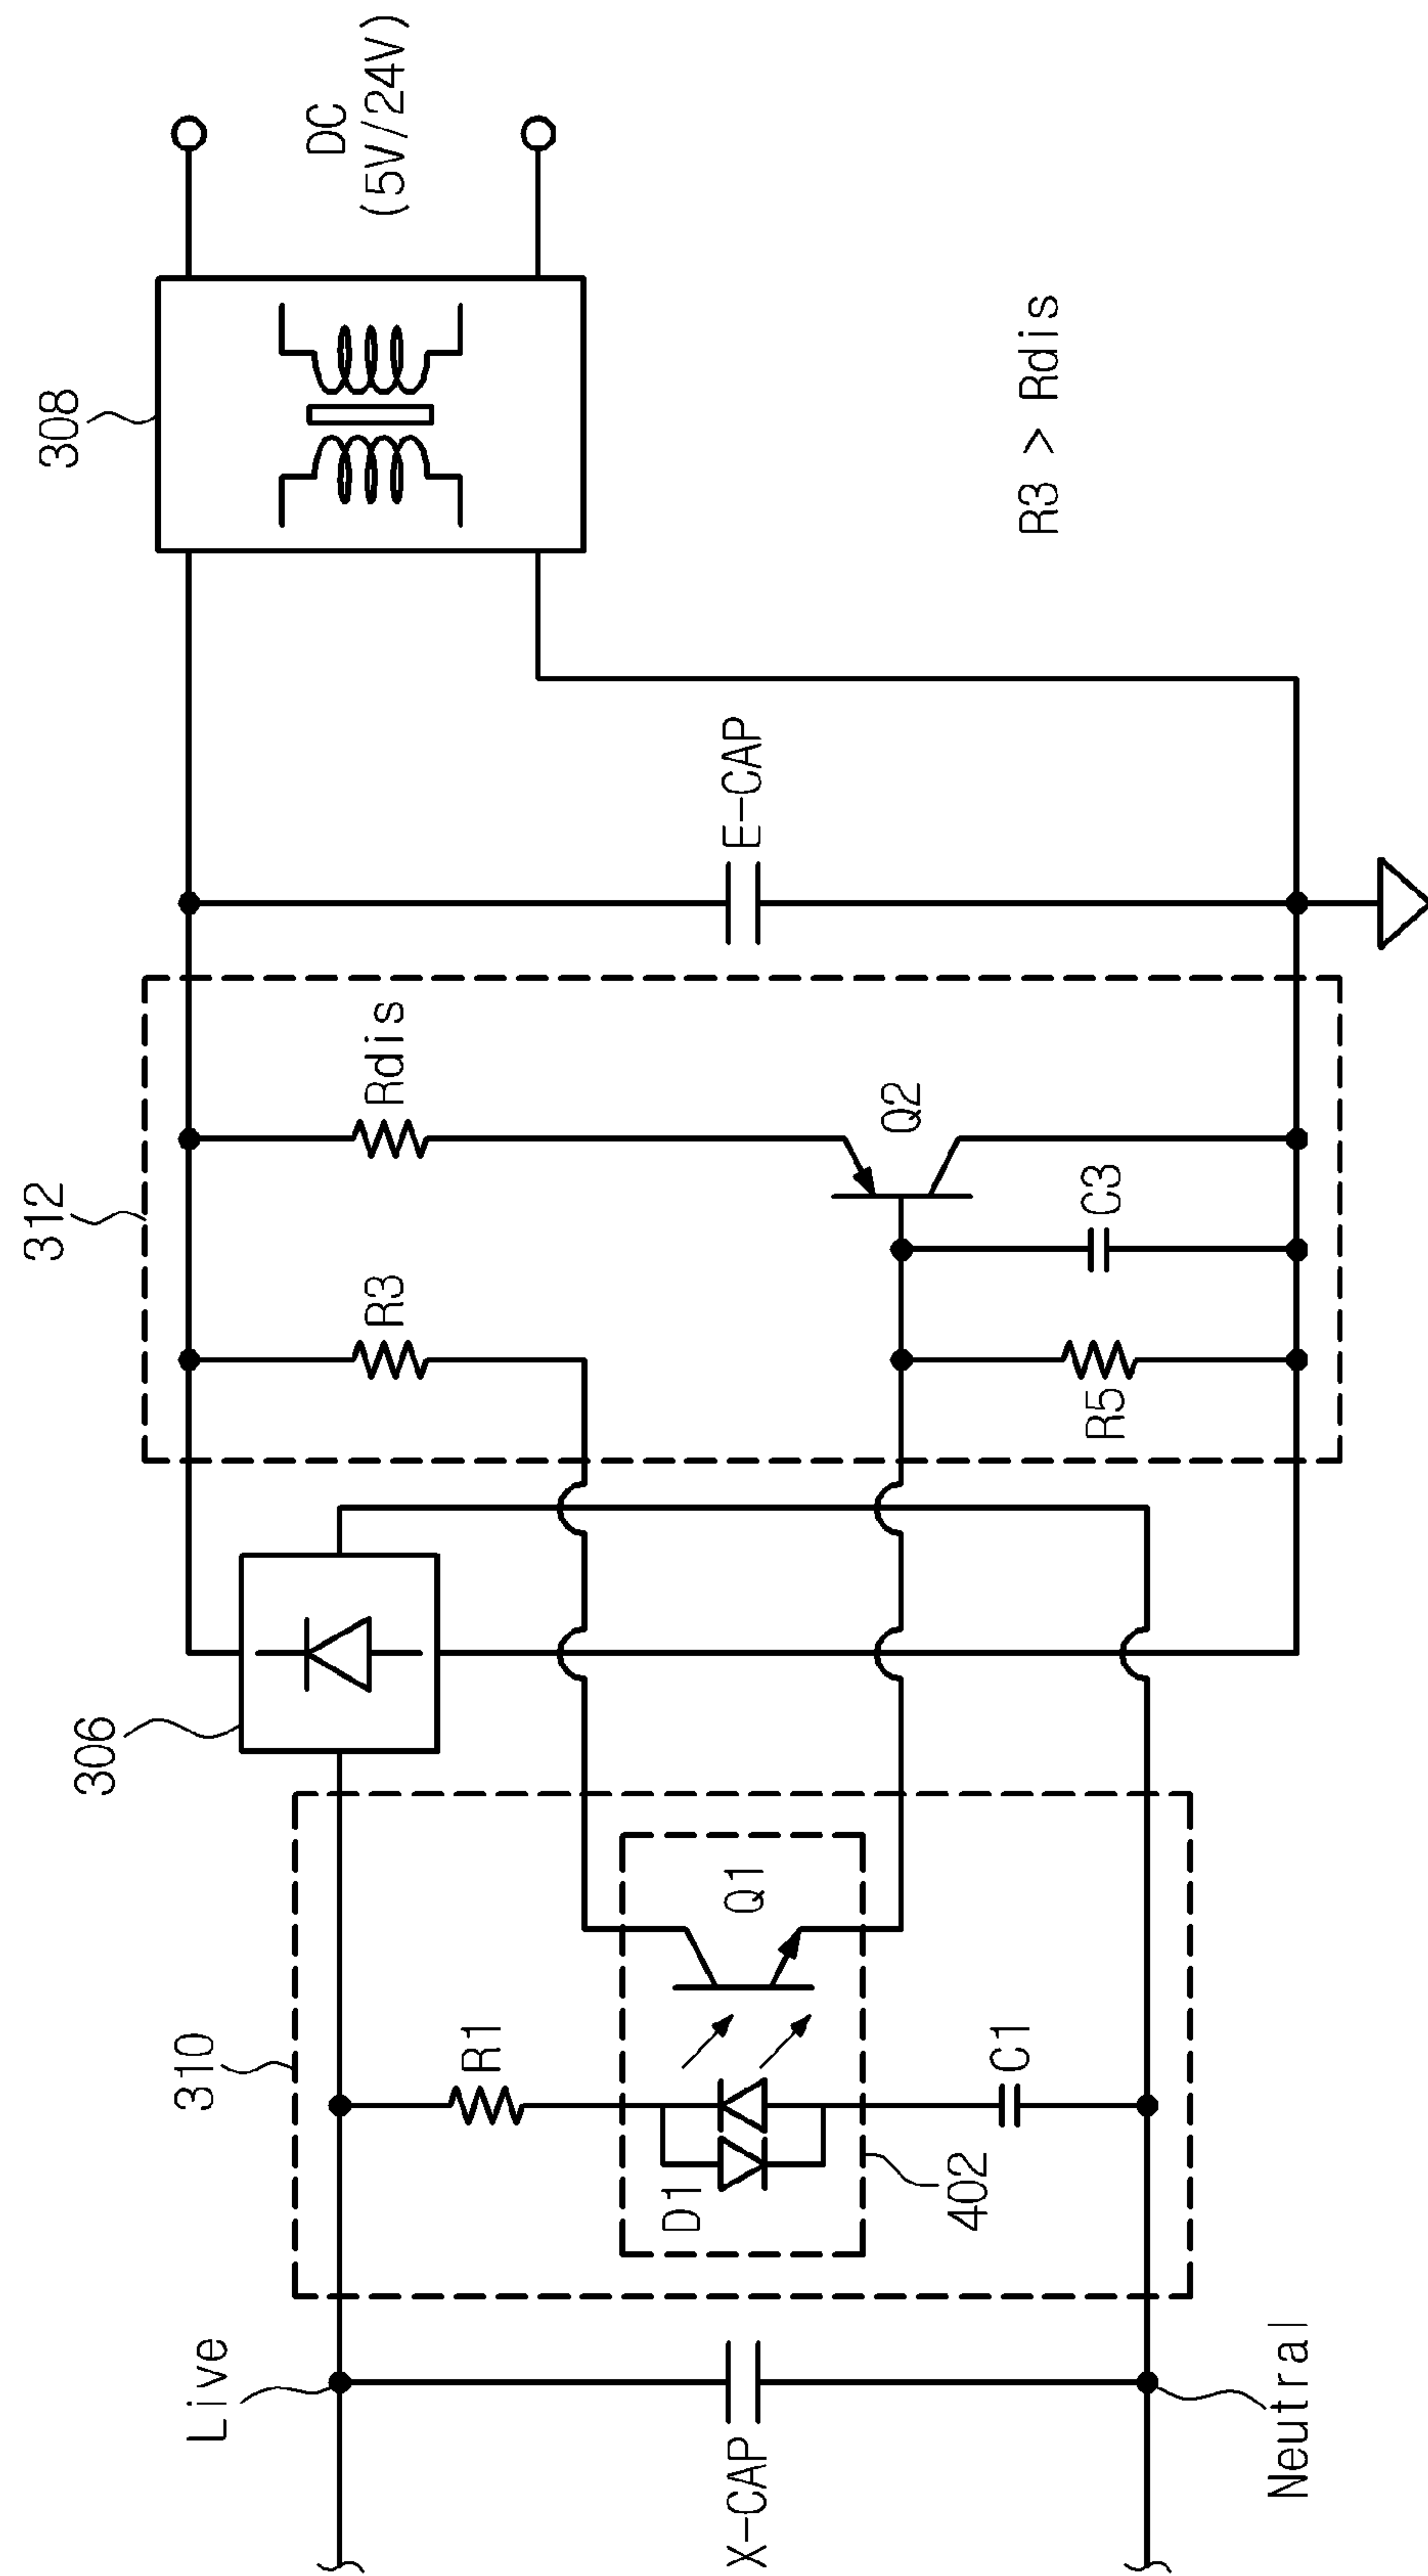 308
DC
(5V/24V)
312
Rdis
E-CAP
R3 > Rdis
R3
Q2
C3
R5
306
310
R1
Q1
D1
C1
402
Live
X-CAP
Neutral